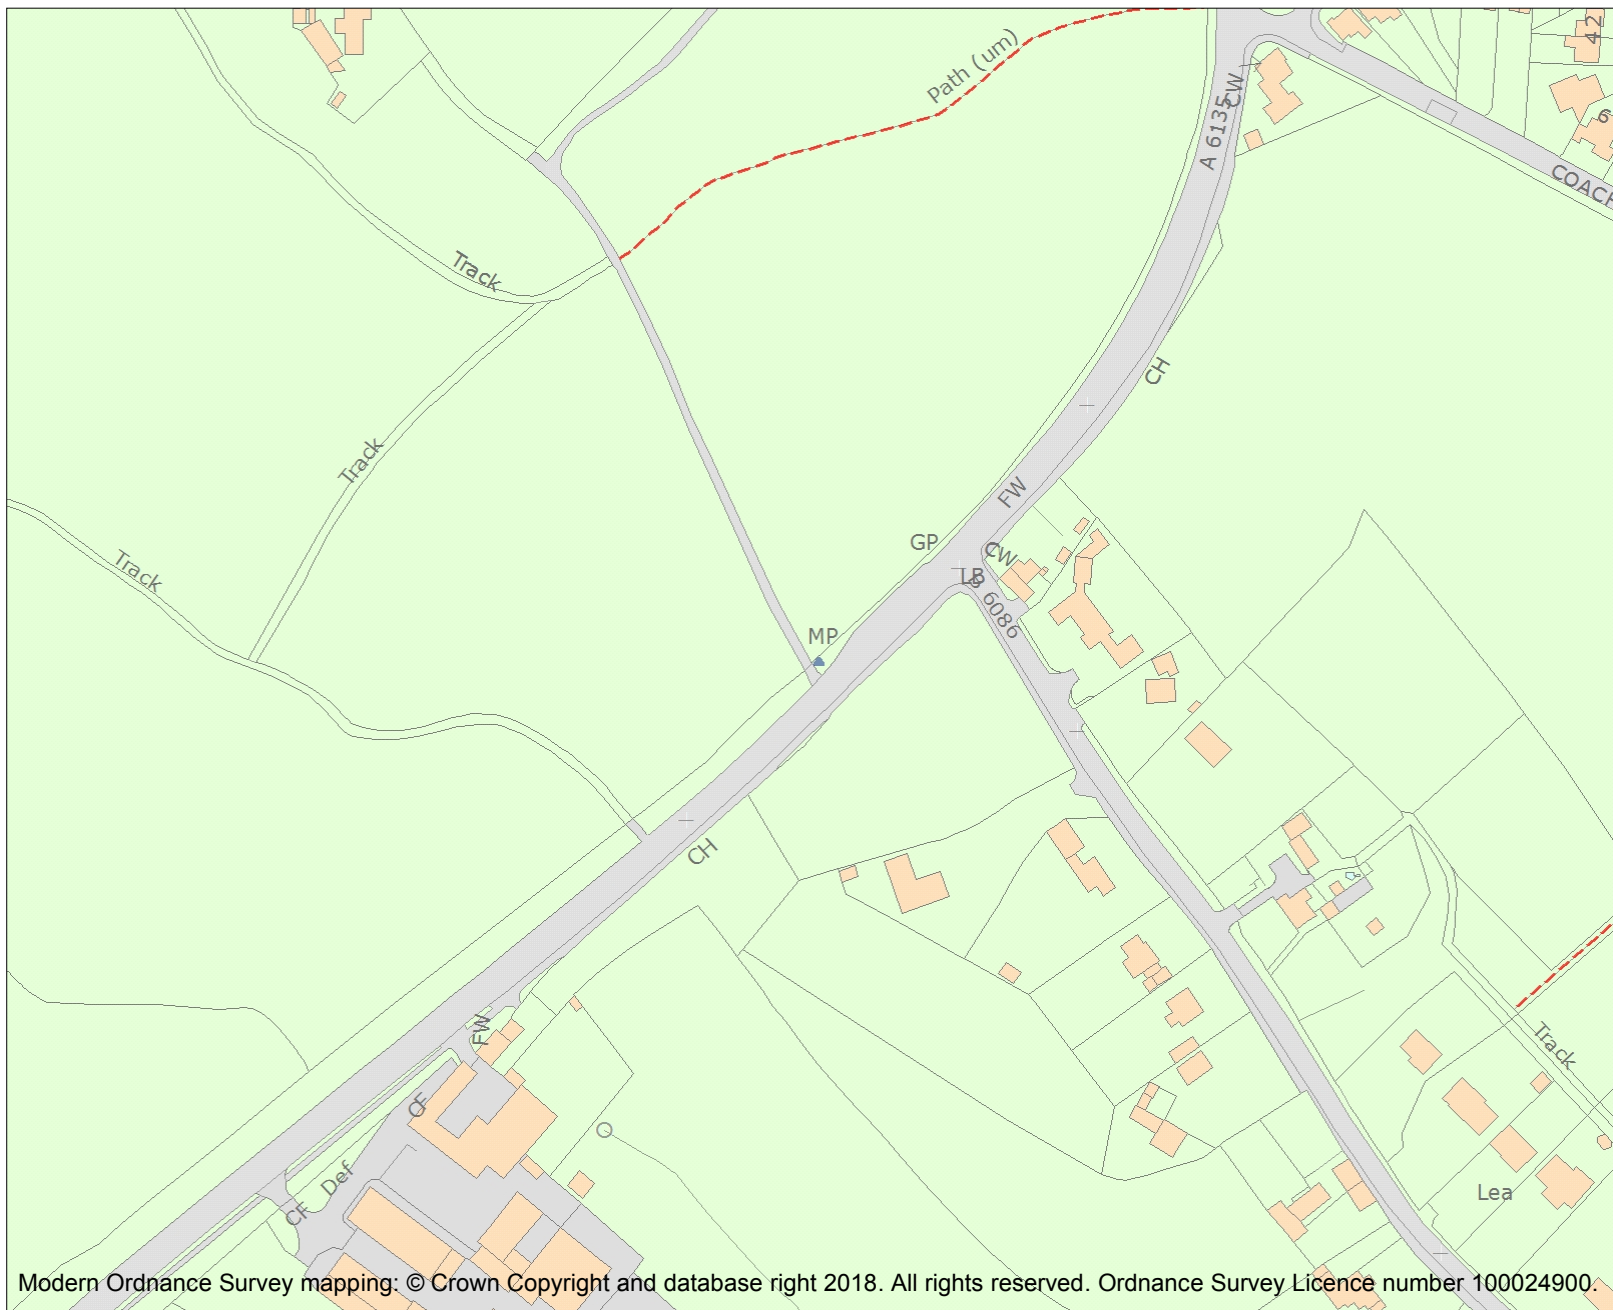 42
Path (um)
A 6135
CW
6
COACH
Track
CH
Track
FW
GP
CW
LB
B 6086
Track
MP
CH
FW
Track
CF
Def
CF
Lea
Modern Ordnance Survey mapping: © Crown Copyright and database right 2018. All rights reserved. Ordnance Survey Licence number 100024900.